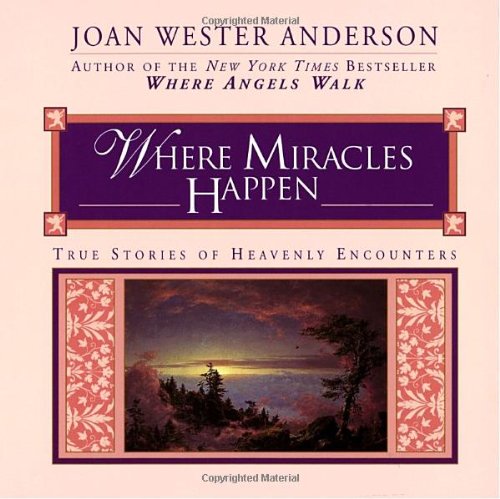 Copyrighted Material
JOAN WESTER ANDERSON
AUTHOR OF THE NEW YORK TIMES BESTSELLER
WHERE ANGELS WALK
WHERE MIRACLES
HAPPEN
TRUE STORIES OF HEAVENLY ENCOUNTERS
Copyrighted Material